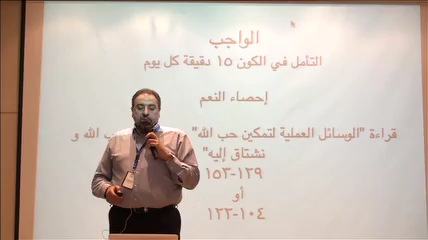 الواجب
التأمل في الكون ١٥ دقيقة كل يوم
إحصاء النعم
قراءة "الوسائل العملية لتمكين حب الله" ب الله و
نشتاق إليه"
١٢٩-١٥٣
أو
١٠٤-١٢٢